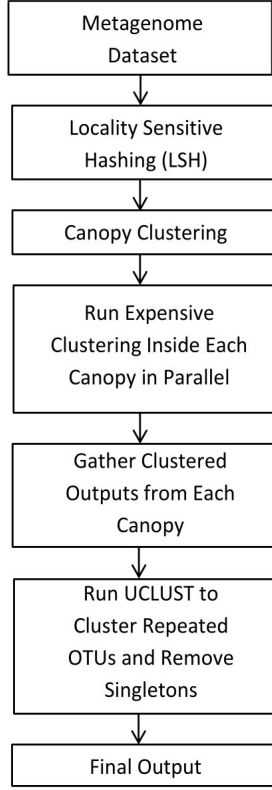 Metagenome
Dataset
Locality Sensitive
Hashing (LSH)
Canopy Clustering
Run Expensive
Clustering Inside Each
Canopy in Parallel
Gather Clustered
Outputs from Each
Canopy
Run UCLUST to
Cluster Repeated
OTUs and Remove
Singletons
Final Output